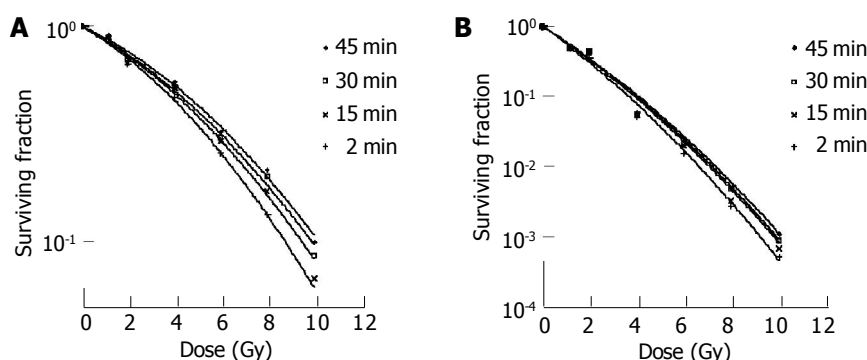 A
10⁰
10⁻¹
Surviving fraction
45 min
30 min
15 min
2 min
0 2 4 6 8 10 12
Dose (Gy)
B
10⁰
10⁻¹
10⁻²
10⁻³
10⁻⁴
Surviving fraction
45 min
30 min
15 min
2 min
0 2 4 6 8 10 12
Dose (Gy)